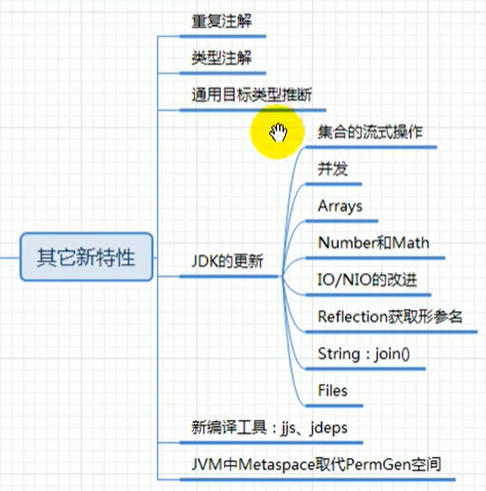 重复注解
类型注解
通用目标类型推断
集合的流式操作
并发
Arrays
Number和Math
其它新特性
JDK的更新
IO/NIO的改进
Reflection获取形参名
String：join()
Files
新编译工具：jjs、jdeps
JVM中Metaspace取代PermGen空间